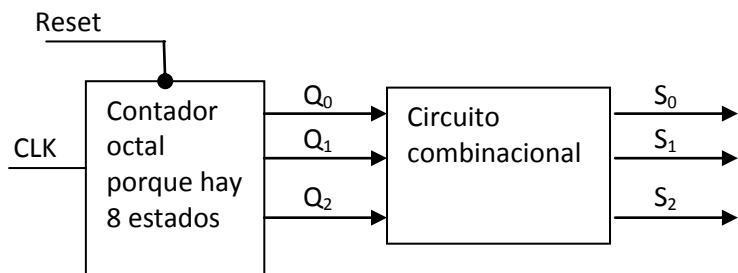 Reset
CLK
Contador
octal
porque hay
8 estados
Q₀
Q₁
Q₂
Circuito
combinacional
S₀
S₁
S₂